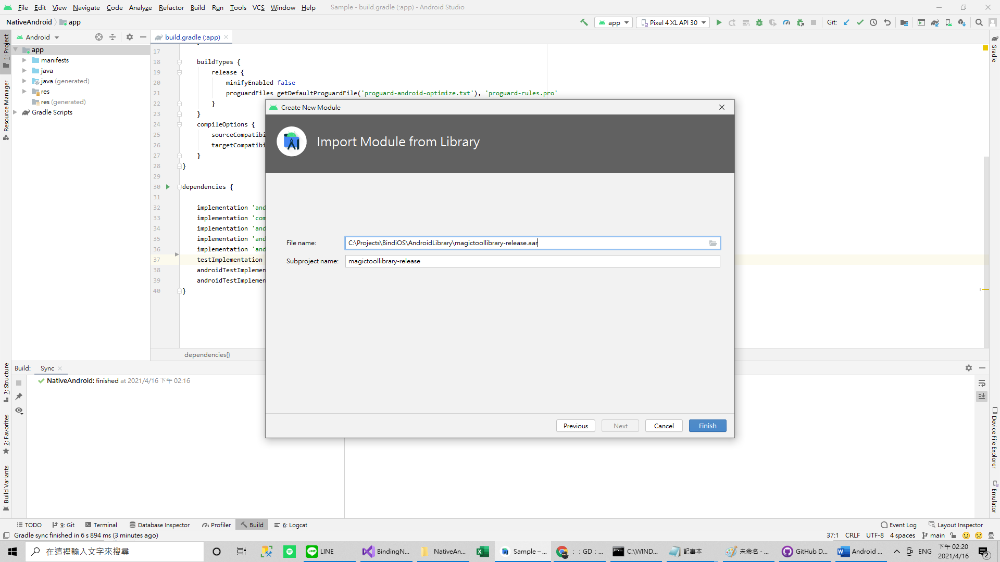 File Edit View Navigate Code Analyze Refactor Build Run Tools VCS Window Help Sample - build.gradle (:app) - Android Studio
NativeAndroid app app Pixel 4 XL API 30 Git:
Android build.gradle (:app)
1: Project
Resource Manager
app
manifests
java
java (generated)
res
res (generated)
Gradle Scripts
17
18 buildTypes {
19 release {
20 minifyEnabled false
21 proguardFiles getDefaultProguardFile('proguard-android-optimize.txt'), 'proguard-rules.pro'
22 }
23 }
24 compileOptions {
25 sourceCompatibi
26 targetCompatibi
27 }
28 }
29
30 dependencies {
31
32 implementation 'and
33 implementation 'com
34 implementation 'and
35 implementation 'and
36 implementation 'and
37 testImplementation
38 androidTestImplemen
39 androidTestImplemen
40 }
dependencies{}
Gradle
Create New Module
Import Module from Library
File name: C:\Projects\BindiOS\AndroidLibrary\magictoollibrary-release.aar
Subproject name: magictoollibrary-release
Previous Next Cancel Finish
Build: Sync
NativeAndroid: finished at 2021/4/16 下午 02:16
7: Structure
2: Favorites
Build Variants
Device File Explorer
Emulator
TODO 9: Git Terminal Database Inspector Profiler Build 6: Logcat Event Log Layout Inspector
Gradle sync finished in 6 s 894 ms (3 minutes ago) 37:1 CRLF UTF-8 4 spaces main
在這裡輸入文字來搜尋 LINE BindingN... NativeAn... Sample – ... : : GD : ... C:\WIND... 記事本 未命名 - ... GitHub D... Android ... ENG 下午 02:20
2021/4/16 2